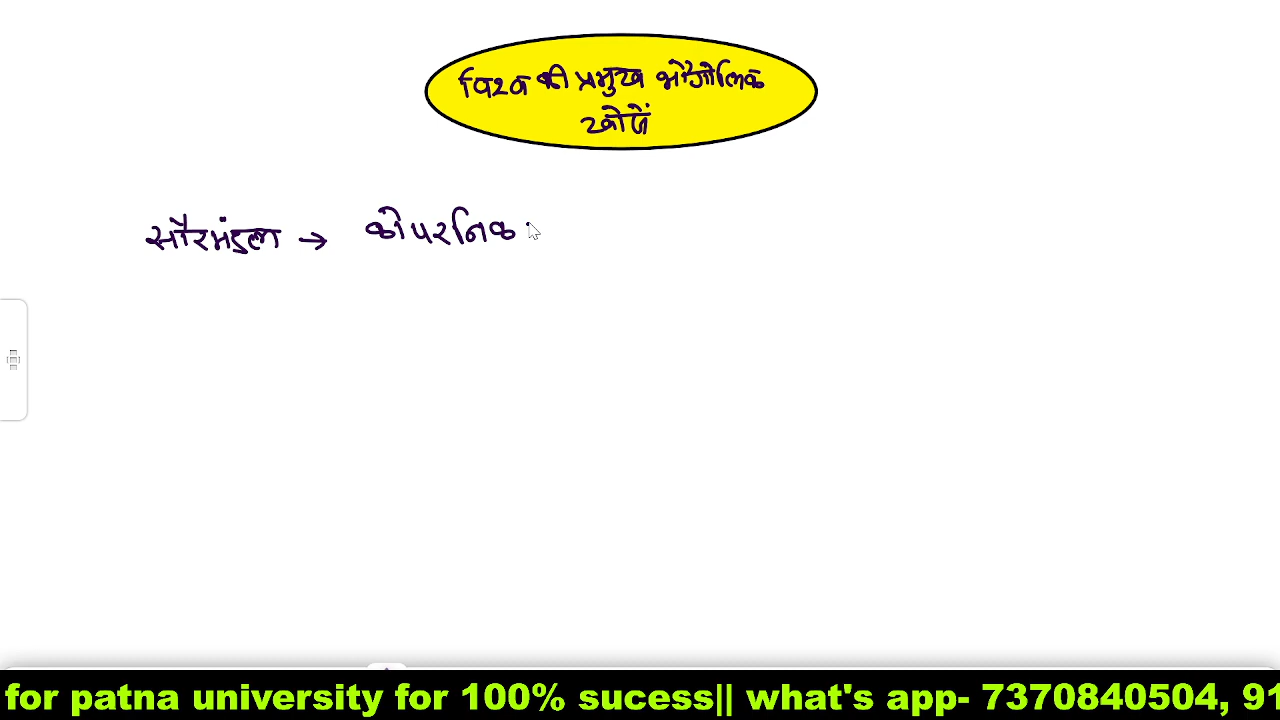 विश्व की प्रमुख भौगोलिक
खोजें
सौरमंडल → कोपरनिक
for patna university for 100% sucess|| what's app- 7370840504, 91